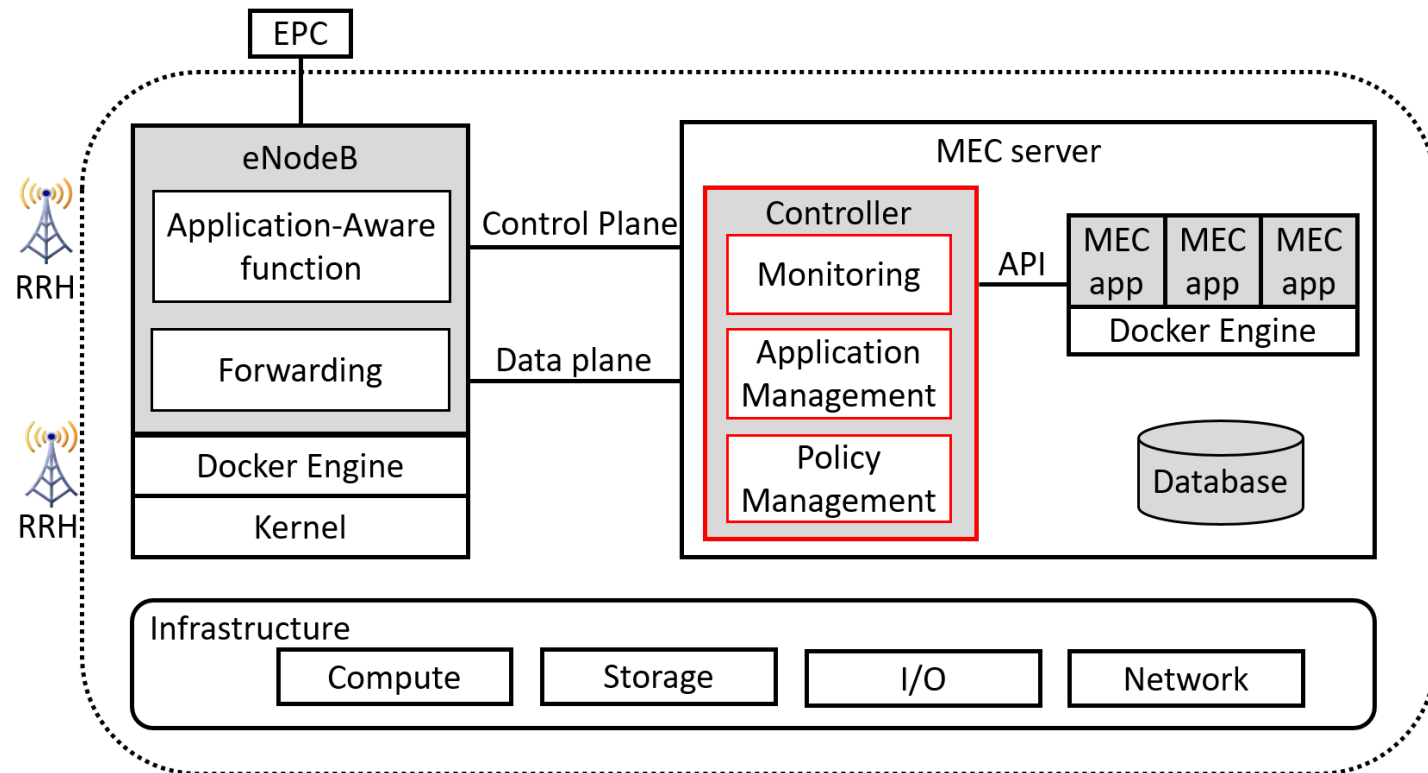 EPC
eNodeB
Application-Aware
function
Forwarding
Docker Engine
Kernel
RRH
RRH
Control Plane
Data plane
MEC server
Controller
Monitoring
Application
Management
Policy
Management
API
MEC
app
MEC
app
MEC
app
Docker Engine
Database
Infrastructure
Compute
Storage
I/O
Network